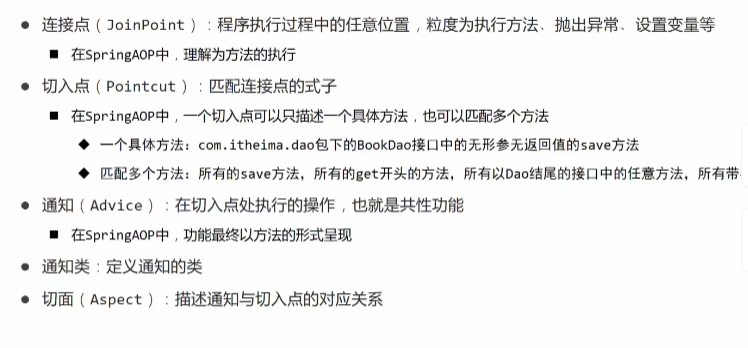 连接点（JoinPoint）：程序执行过程中的任意位置，粒度为执行方法、抛出异常、设置变量等
在SpringAOP中，理解为方法的执行
切入点（Pointcut）：匹配连接点的式子
在SpringAOP中，一个切入点可以只描述一个具体方法，也可以匹配多个方法
一个具体方法：com.itheima.dao包下的BookDao接口中的无形参无返回值的save方法
匹配多个方法：所有的save方法，所有的get开头的方法，所有以Dao结尾的接口中的任意方法，所有带
通知（Advice）：在切入点处执行的操作，也就是共性功能
在SpringAOP中，功能最终以方法的形式呈现
通知类：定义通知的类
切面（Aspect）：描述通知与切入点的对应关系